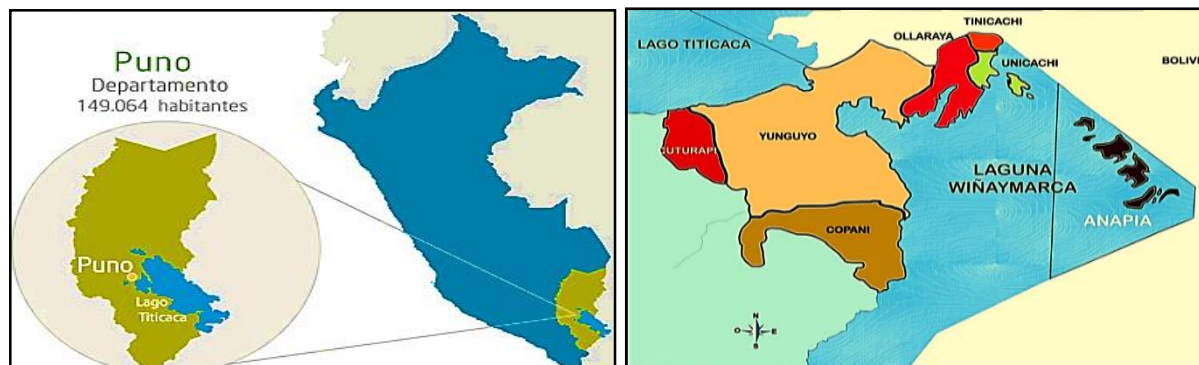 Puno
Departamento
149.064 habitantes
Puno
Lago
Titicaca
TINICACHI
OLLARAYA
LAGO TITICACA
UNICACHI
BOLIVI
CUTURAPI
YUNGUYO
LAGUNA
WIÑAYMARCA
ANAPIA
COPANI
N
O
E
S